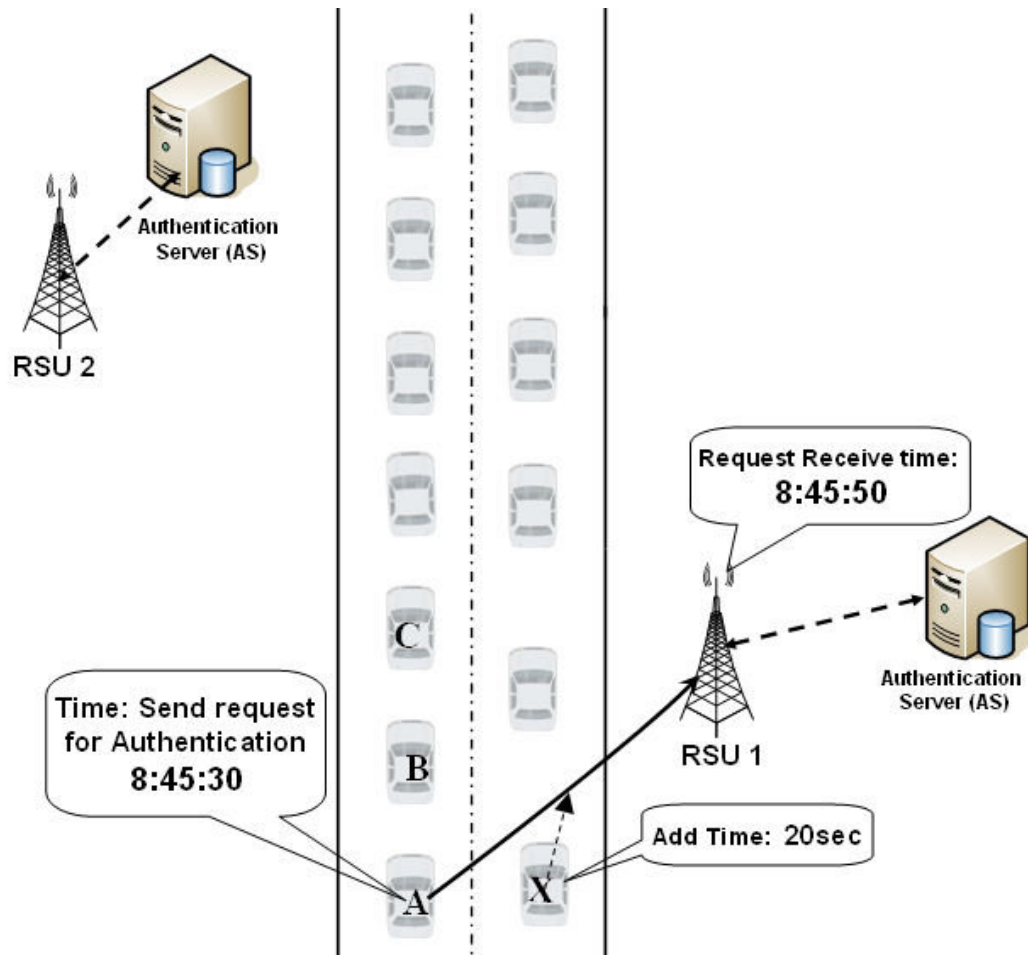 Authentication
Server (AS)
RSU 2
Request Receive time:
8:45:50
C
Time: Send request
for Authentication
8:45:30
Authentication
Server (AS)
RSU 1
B
Add Time: 20sec
A
X